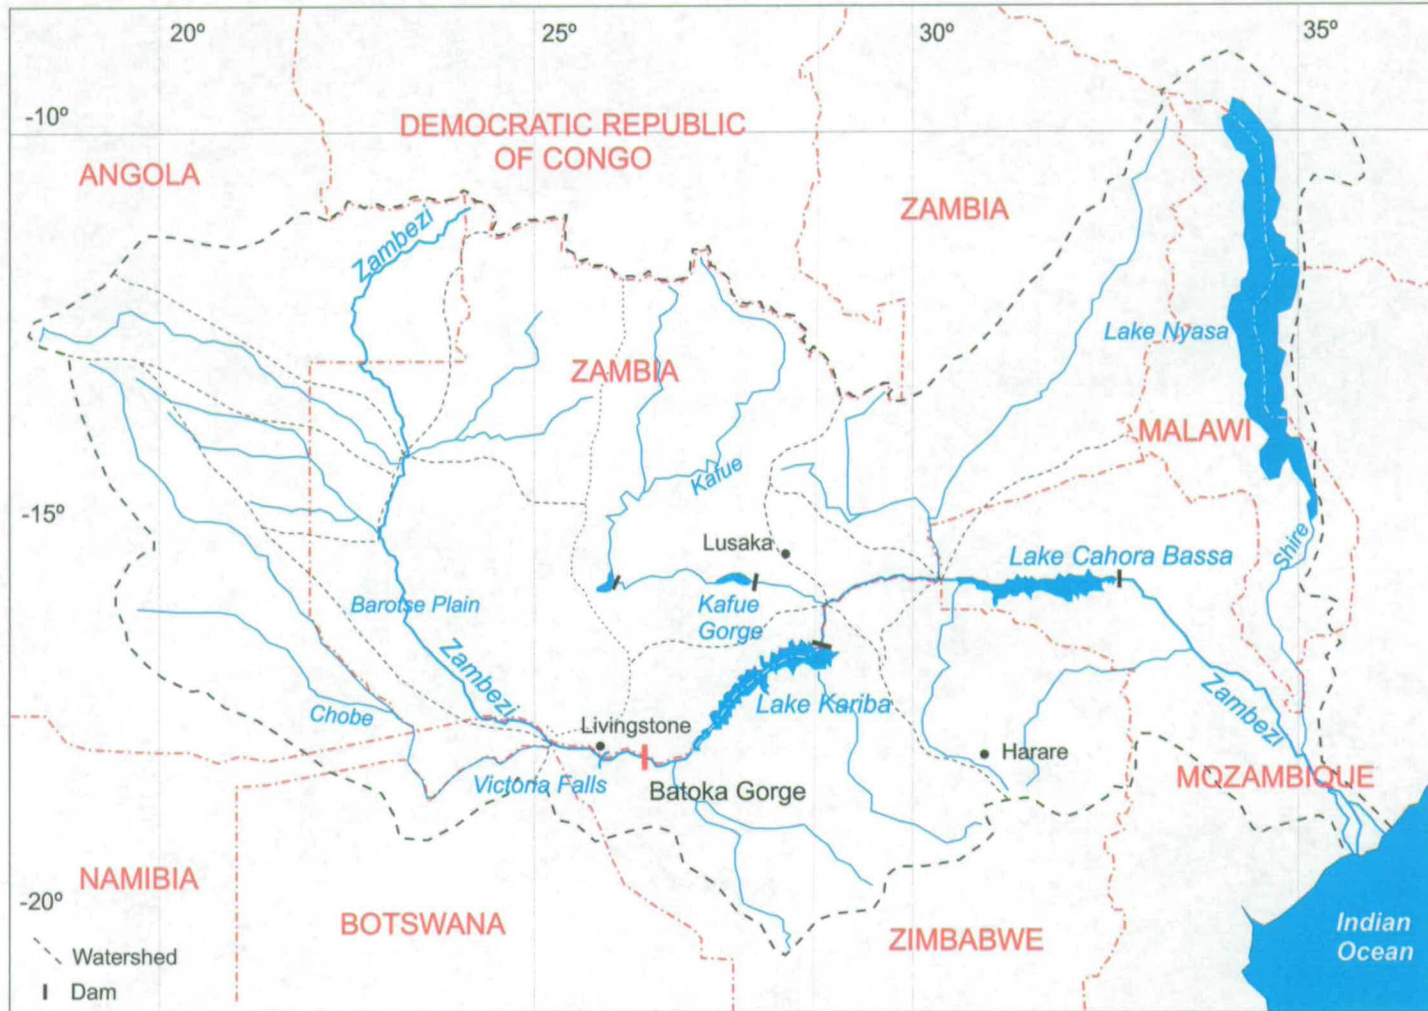 20º
25º
30º
35º
-10º
DEMOCRATIC REPUBLIC
OF CONGO
ANGOLA
ZAMBIA
Zambezi
Lake Nyasa
ZAMBIA
MALAWI
Kafue
-15º
Lusaka
Lake Cahora Bassa
Shire
Barotse Plain
Kafue
Gorge
Zambezi
Lake Kariba
Zambezi
Chobe
Livingstone
Harare
Victoria Falls
Batoka Gorge
MOZAMBIQUE
NAMIBIA
-20º
BOTSWANA
ZIMBABWE
Indian
Ocean
Watershed
Dam